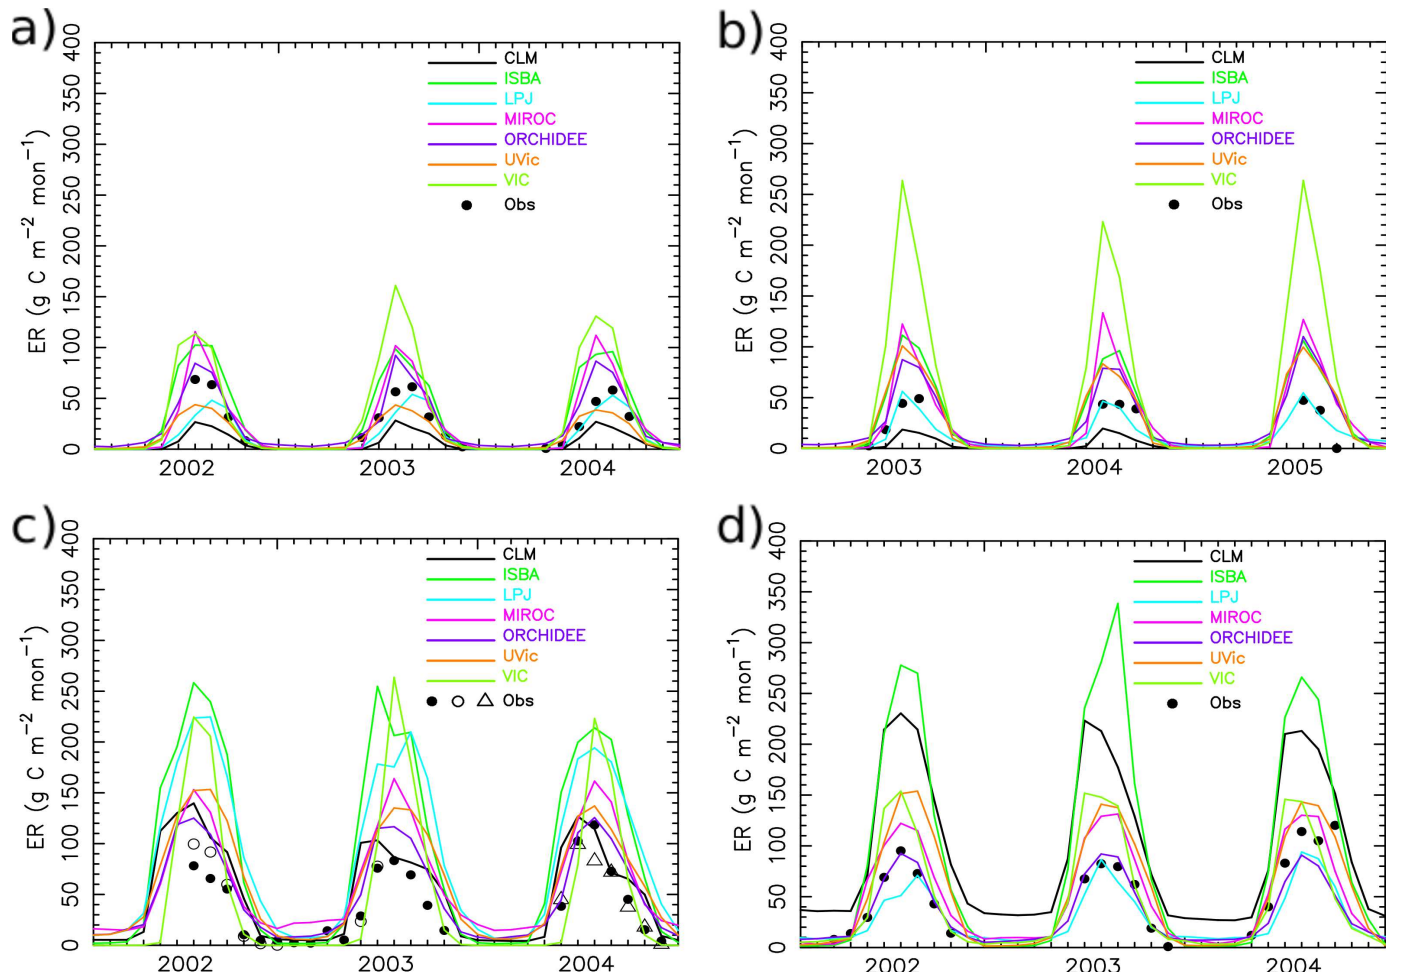 a)
400
350
300
250
200
150
100
50
0
ER (g C m⁻² mon⁻¹)
CLM
ISBA
LPJ
MIROC
ORCHIDEE
UVic
VIC
Obs
2002 2003 2004
b)
400
350
300
250
200
150
100
50
0
ER (g C m⁻² mon⁻¹)
CLM
ISBA
LPJ
MIROC
ORCHIDEE
UVic
VIC
Obs
2003 2004 2005
c)
400
350
300
250
200
150
100
50
0
ER (g C m⁻² mon⁻¹)
CLM
ISBA
LPJ
MIROC
ORCHIDEE
UVic
VIC
Obs
2002 2003 2004
d)
400
350
300
250
200
150
100
50
0
ER (g C m⁻² mon⁻¹)
CLM
ISBA
LPJ
MIROC
ORCHIDEE
UVic
VIC
Obs
2002 2003 2004